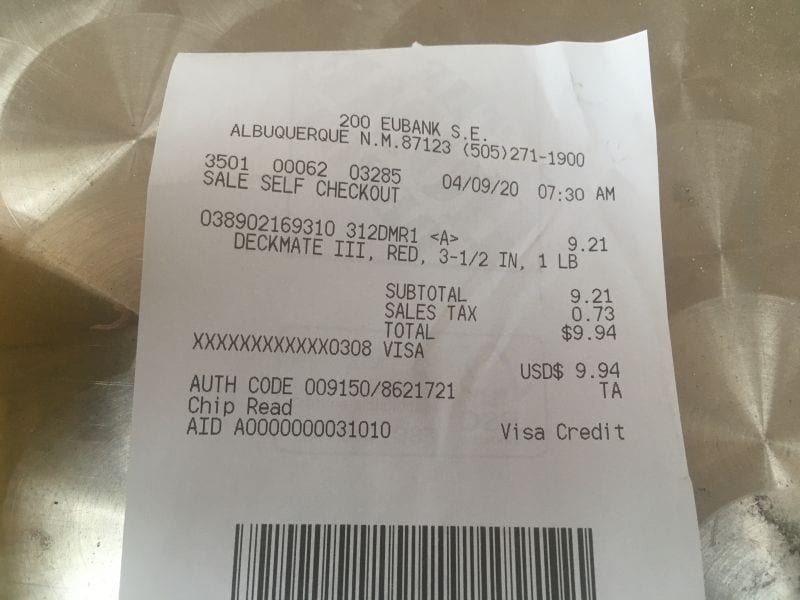 200 EUBANK S.E.
ALBUQUERQUE N.M.87123 (505)271-1900
3501 00062 03285 04/09/20 07:30 AM
SALE SELF CHECKOUT
038902169310 312DMR1 <A> 9.21
DECKMATE III, RED, 3-1/2 IN, 1 LB
SUBTOTAL 9.21
SALES TAX 0.73
TOTAL $9.94
XXXXXXXXXXXX0308 VISA
USD$ 9.94
AUTH CODE 009150/8621721 TA
Chip Read
AID A0000000031010 Visa Credit